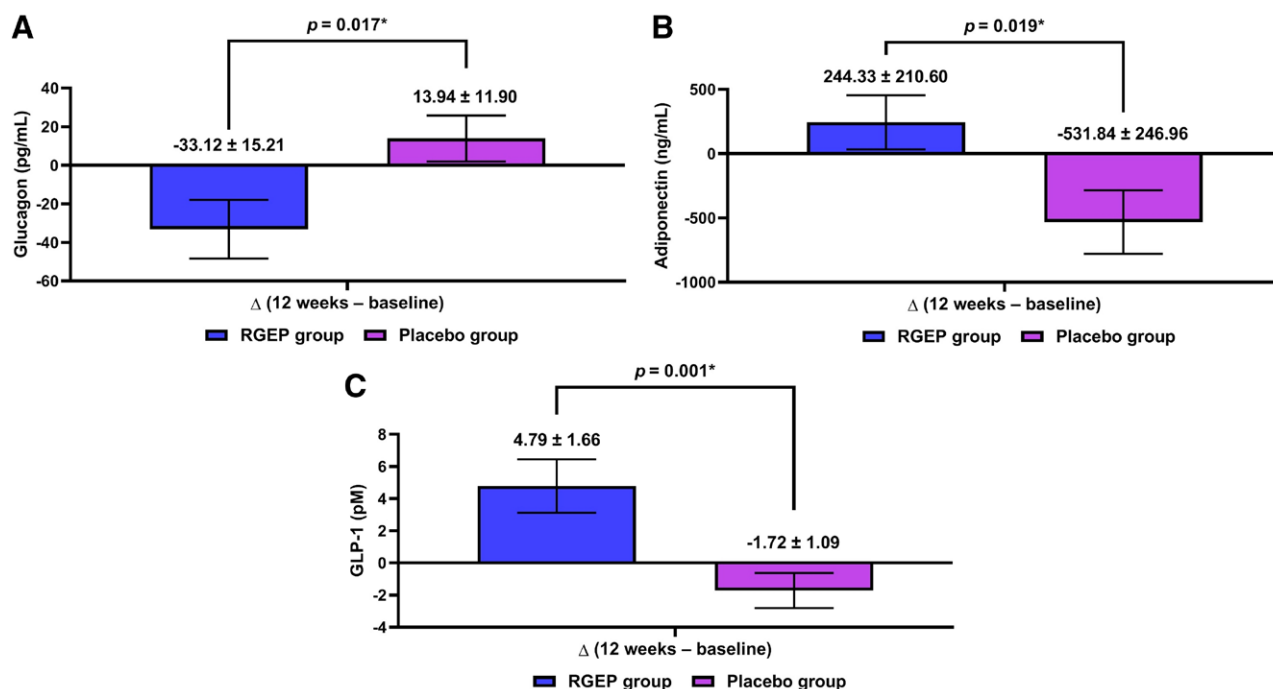 A
p = 0.017*
Glucagon (pg/mL)
40
20
0
-20
-40
-60
-33.12 ± 15.21
13.94 ± 11.90
Δ (12 weeks – baseline)
RGEP group Placebo group
B
p = 0.019*
Adiponectin (ng/mL)
500
0
-500
-1000
244.33 ± 210.60
-531.84 ± 246.96
Δ (12 weeks – baseline)
RGEP group Placebo group
C
p = 0.001*
GLP-1 (pM)
8
6
4
2
0
-2
-4
4.79 ± 1.66
-1.72 ± 1.09
Δ (12 weeks – baseline)
RGEP group Placebo group